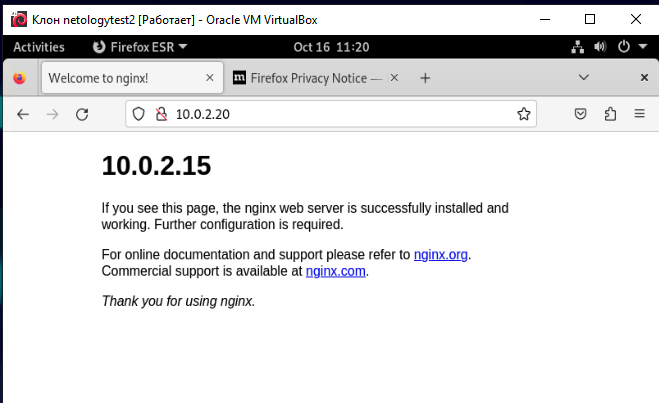 Клон netologytest2 [Работает] - Oracle VM VirtualBox
Activities Firefox ESR Oct 16 11:20
Welcome to nginx! Firefox Privacy Notice —
10.0.2.20
10.0.2.15
If you see this page, the nginx web server is successfully installed and
working. Further configuration is required.
For online documentation and support please refer to nginx.org.
Commercial support is available at nginx.com.
Thank you for using nginx.